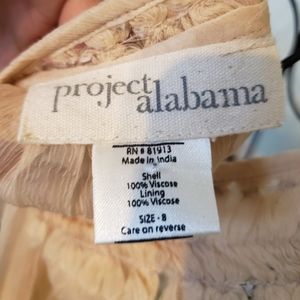 project
alabama
RN # 81913
Made in India
Shell
100% Viscose
Lining
100% Viscose
SIZE - 8
Care on reverse